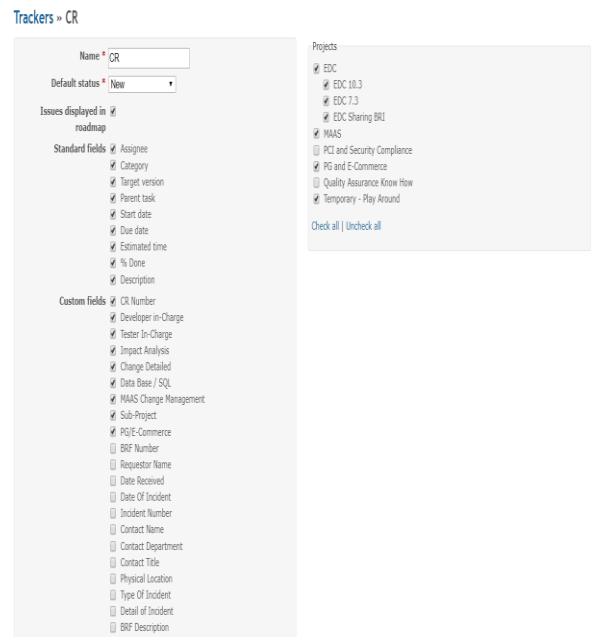 Trackers » CR
Name * CR
Default status * New
Issues displayed in
roadmap
Standard fields Assignee
Category
Target version
Parent task
Start date
Due date
Estimated time
% Done
Description
Custom fields CR Number
Developer in-Charge
Tester In-Charge
Impact Analysis
Change Detailed
Data Base / SQL
MAAS Change Management
Sub-Project
PG/E-Commerce
BRF Number
Requestor Name
Date Received
Date Of Incident
Incident Number
Contact Name
Contact Department
Contact Title
Physical Location
Type Of Incident
Detail of Incident
BRF Description
Projects
EDC
EDC 10.3
EDC 7.3
EDC Sharing BRI
MAAS
PCI and Security Compliance
PG and E-Commerce
Quality Assurance Know How
Temporary - Play Around
Check all | Uncheck all